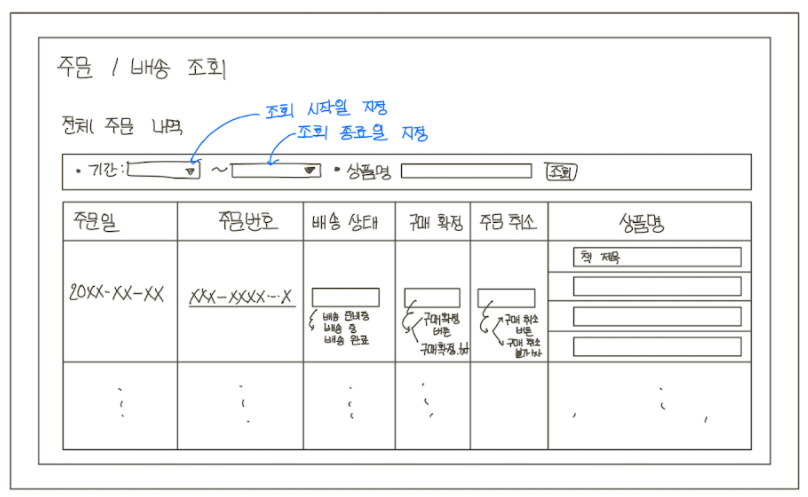 주문 / 배송 조회
조회 시작일 지정
전체 주문 내역
조회 종료일 지정
• 기간: ~ • 상품명 조회
주문일 주문번호 배송 상태 구매 확정 주문 취소 상품명
책 제목
20XX-XX-XX XXX-XXXX-X
배송 준비중
배송 중
배송 완료
구매확정
버튼
구매확정.txt
구매 취소
버튼
구매 취소
불가.txt